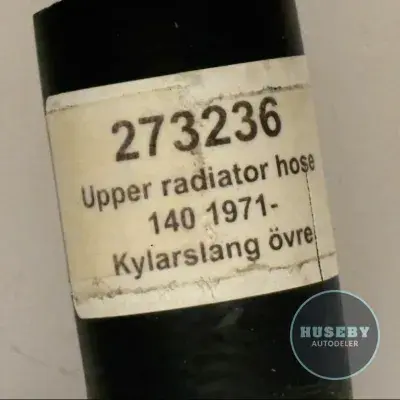 273236
Upper radiator hose
140 1971-
Kylarslang övre
HUSEBY
AUTODELER